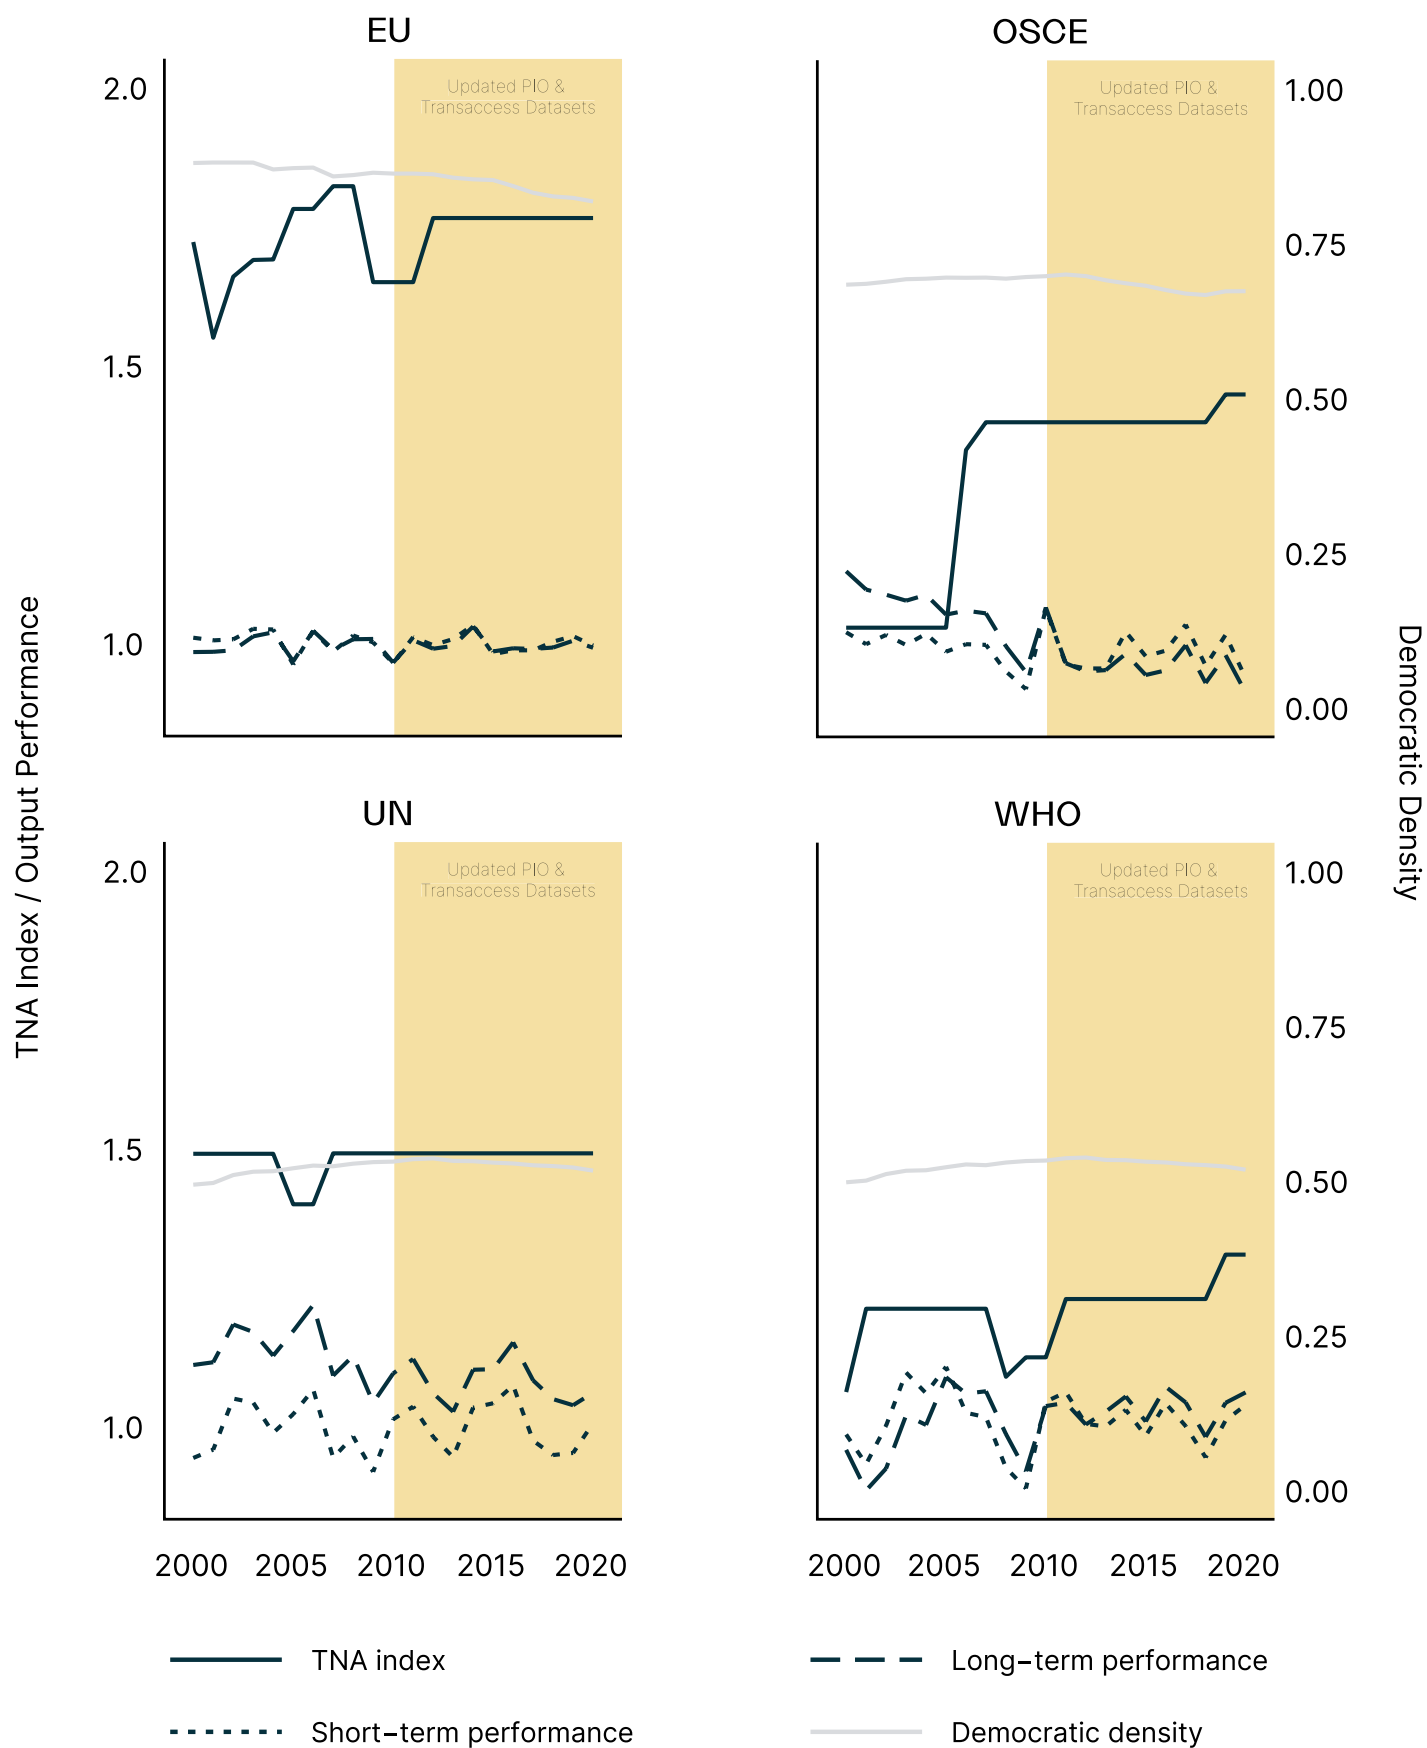 EU
OSCE
2.0
1.5
1.0
Updated PIO &
Transaccess Datasets
Updated PIO &
Transaccess Datasets
1.00
0.75
0.50
0.25
0.00
TNA Index / Output Performance
Democratic Density
UN
WHO
2.0
1.5
1.0
Updated PIO &
Transaccess Datasets
Updated PIO &
Transaccess Datasets
1.00
0.75
0.50
0.25
0.00
2000 2005 2010 2015 2020
2000 2005 2010 2015 2020
TNA index
Long–term performance
Short–term performance
Democratic density